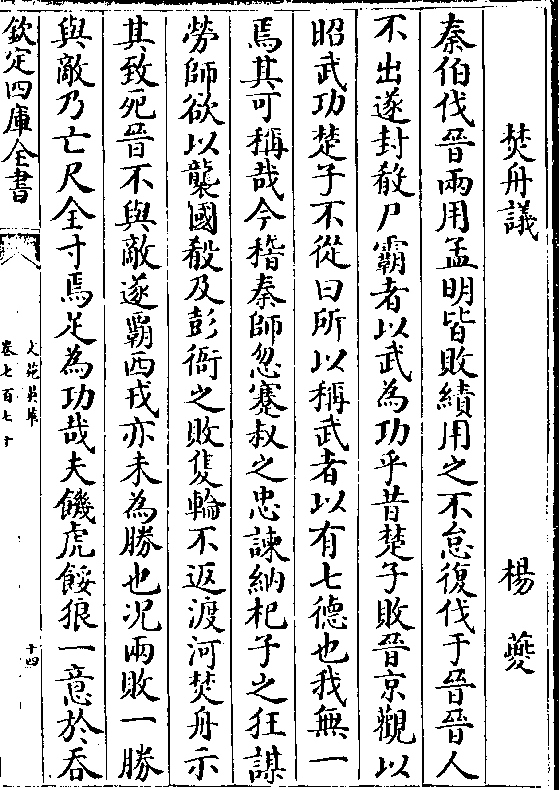 焚舟議
楊夔
秦伯伐晉兩用孟明皆敗績用之不怠復伐于晉晉人
不出遂封殽尸霸者以武為功乎昔楚子敗晉京觀以
昭武功楚子不從曰所以稱武者以有七德也我無一
焉其可稱哉今稽秦師忽蹇叔之忠諫納杞子之狂謀
勞師欲以襲國殽及彭衙之敗隻輪不返渡河焚舟示
其致死晉不與敵遂覇西戎亦未為勝也况兩敗一勝
與敵乃亡尺全寸焉足為功哉夫饑虎餒狼一意於吞
欽定四庫全書
文苑英華
卷七百七十
十四